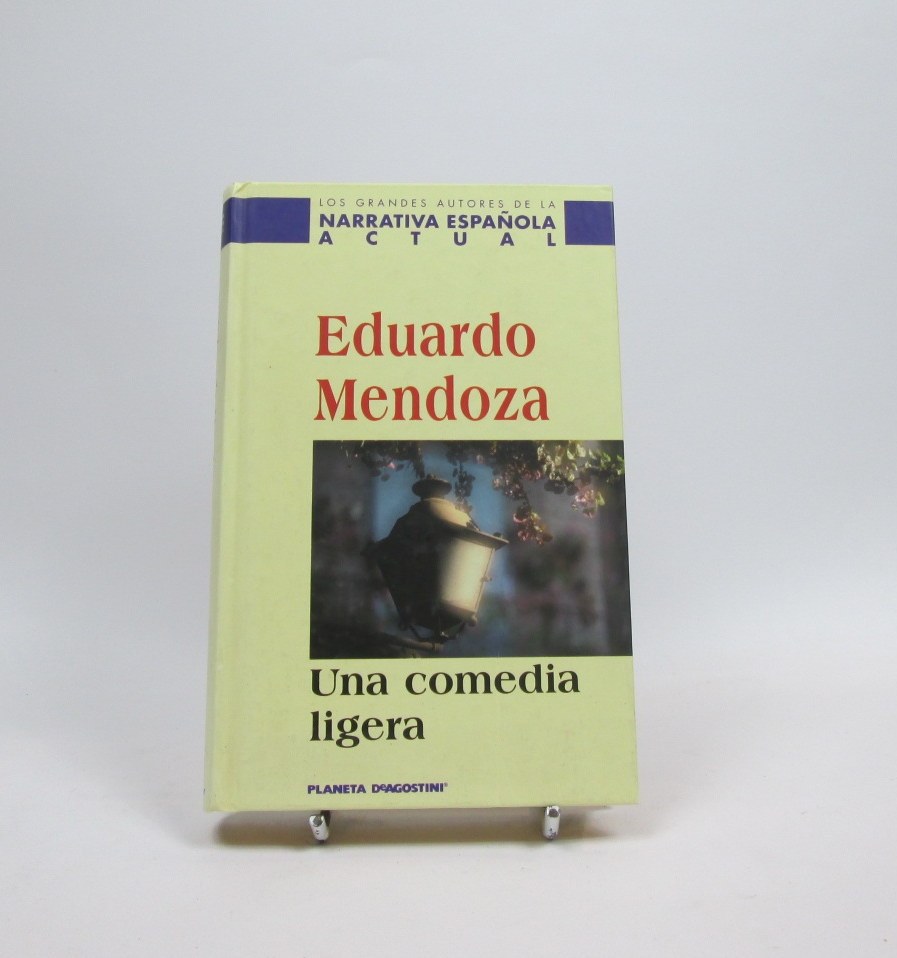 LOS GRANDES AUTORES DE LA
NARRATIVA ESPAÑOLA
ACTUAL
Eduardo
Mendoza
Una comedia
ligera
PLANETA DeAGOSTINI®